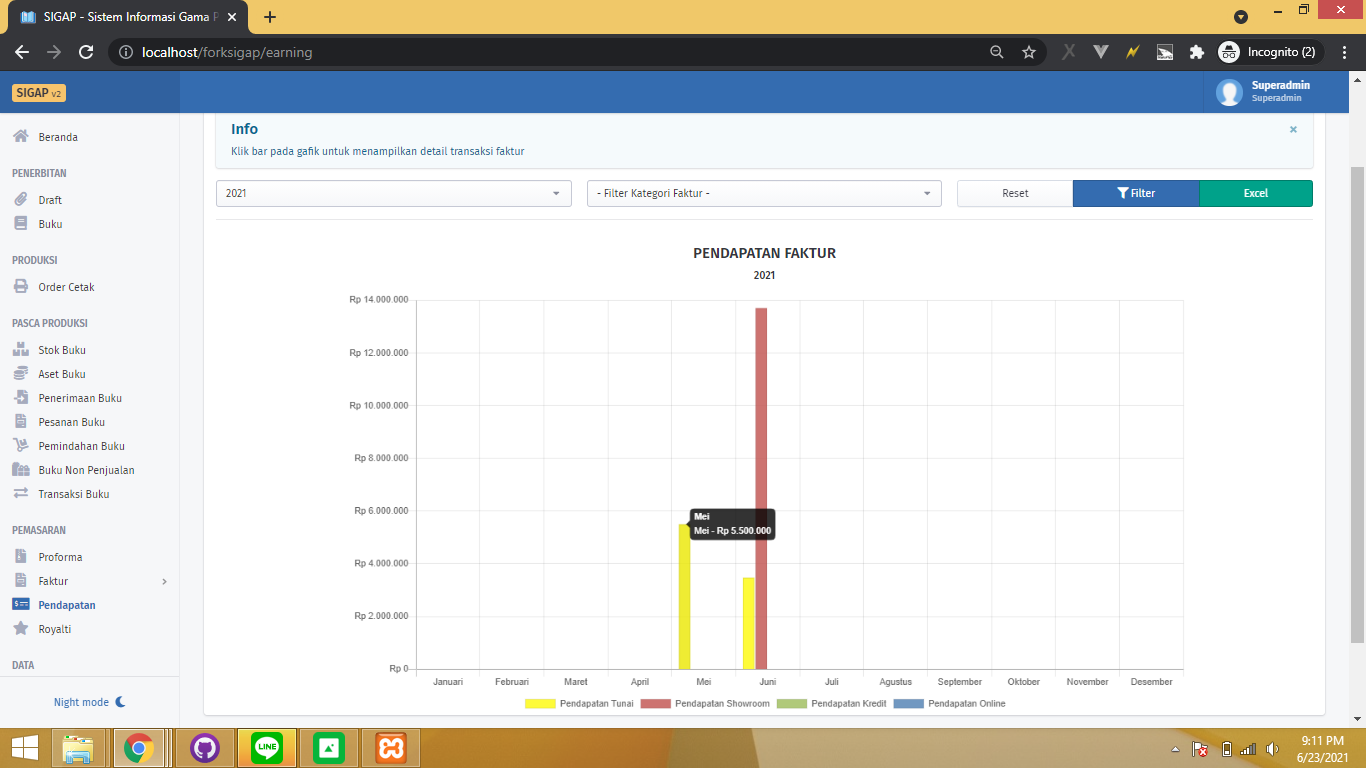 SIGAP - Sistem Informasi Gama P
localhost/forksigap/earning
Incognito (2)
SIGAP v2
Superadmin
Superadmin
Beranda
PENERBITAN
Draft
Buku
PRODUKSI
Order Cetak
PASCA PRODUKSI
Stok Buku
Aset Buku
Penerimaan Buku
Pesanan Buku
Pemindahan Buku
Buku Non Penjualan
Transaksi Buku
PEMASARAN
Proforma
Faktur
Pendapatan
Royalti
DATA
Night mode
Info
×
Klik bar pada gafik untuk menampilkan detail transaksi faktur
2021
- Filter Kategori Faktur -
Reset
Filter
Excel
PENDAPATAN FAKTUR
2021
Rp 14.000.000
Rp 12.000.000
Rp 10.000.000
Rp 8.000.000
Rp 6.000.000
Rp 4.000.000
Rp 2.000.000
Rp 0
Mei
Mei - Rp 5.500.000
Januari Februari Maret April Mei Juni Juli Agustus September Oktober November Desember
Pendapatan Tunai Pendapatan Showroom Pendapatan Kredit Pendapatan Online
LINE
9:11 PM
6/23/2021